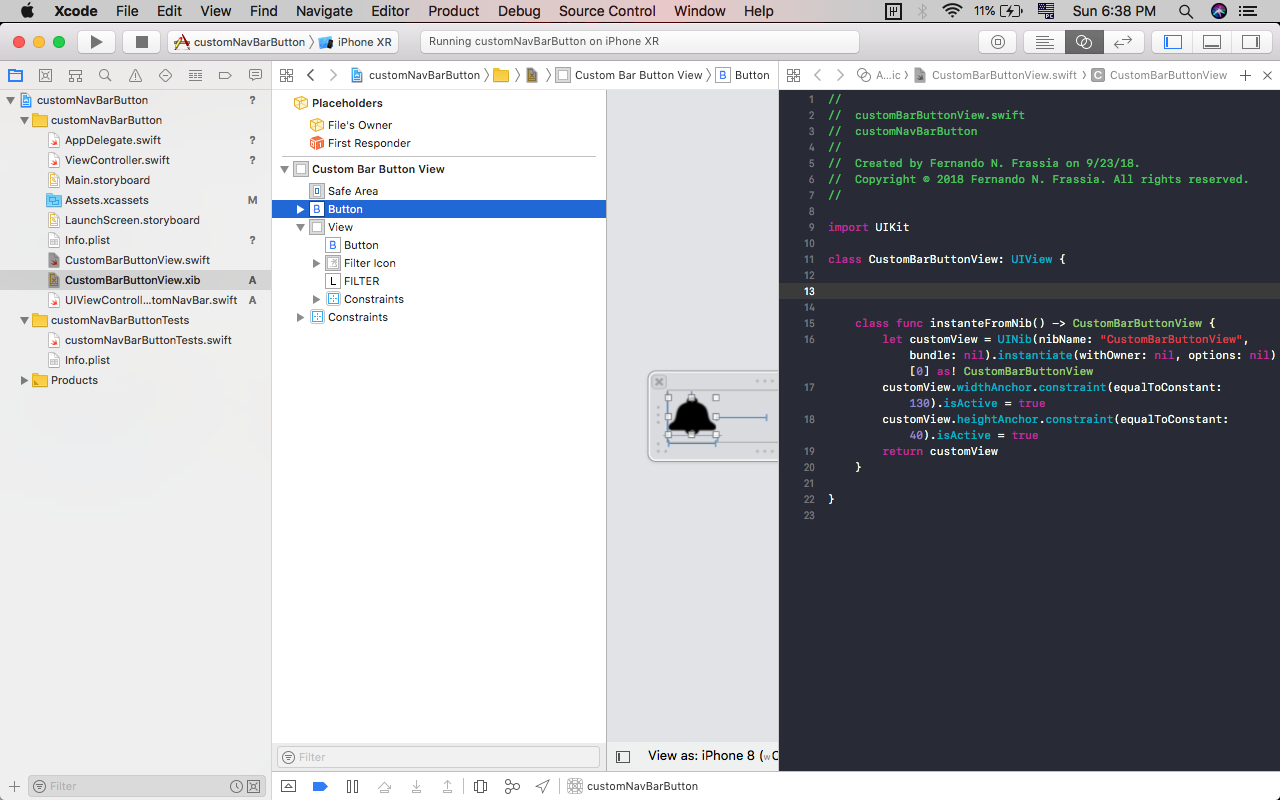 Xcode File Edit View Find Navigate Editor Product Debug Source Control Window Help 11% Sun 6:38 PM
customNavBarButton 〉 iPhone XR
Running customNavBarButton on iPhone XR
customNavBarButton 〉 〉 〉 Custom Bar Button View 〉 B Button
A...ic 〉 CustomBarButtonView.swift 〉 C CustomBarButtonView
customNavBarButton ?
customNavBarButton
AppDelegate.swift ?
ViewController.swift ?
Main.storyboard
Assets.xcassets M
LaunchScreen.storyboard
Info.plist ?
CustomBarButtonView.swift
CustomBarButtonView.xib A
UIViewControll...tomNavBar.swift A
customNavBarButtonTests
customNavBarButtonTests.swift
Info.plist
Products
Filter
Placeholders
File's Owner
First Responder
Custom Bar Button View
Safe Area
B Button
View
B Button
Filter Icon
L FILTER
Constraints
Constraints
Filter
View as: iPhone 8 (wC
customNavBarButton
1 //
2 //  customBarButtonView.swift
3 //  customNavBarButton
4 //
5 //  Created by Fernando N. Frassia on 9/23/18.
6 //  Copyright © 2018 Fernando N. Frassia. All rights reserved.
7 //
8
9 import UIKit
10
11 class CustomBarButtonView: UIView {
12
13
14
15 class func instanteFromNib() -> CustomBarButtonView {
16 let customView = UINib(nibName: "CustomBarButtonView",
bundle: nil).instantiate(withOwner: nil, options: nil)
[0] as! CustomBarButtonView
17 customView.widthAnchor.constraint(equalToConstant:
130).isActive = true
18 customView.heightAnchor.constraint(equalToConstant:
40).isActive = true
19 return customView
20 }
21
22 }
23